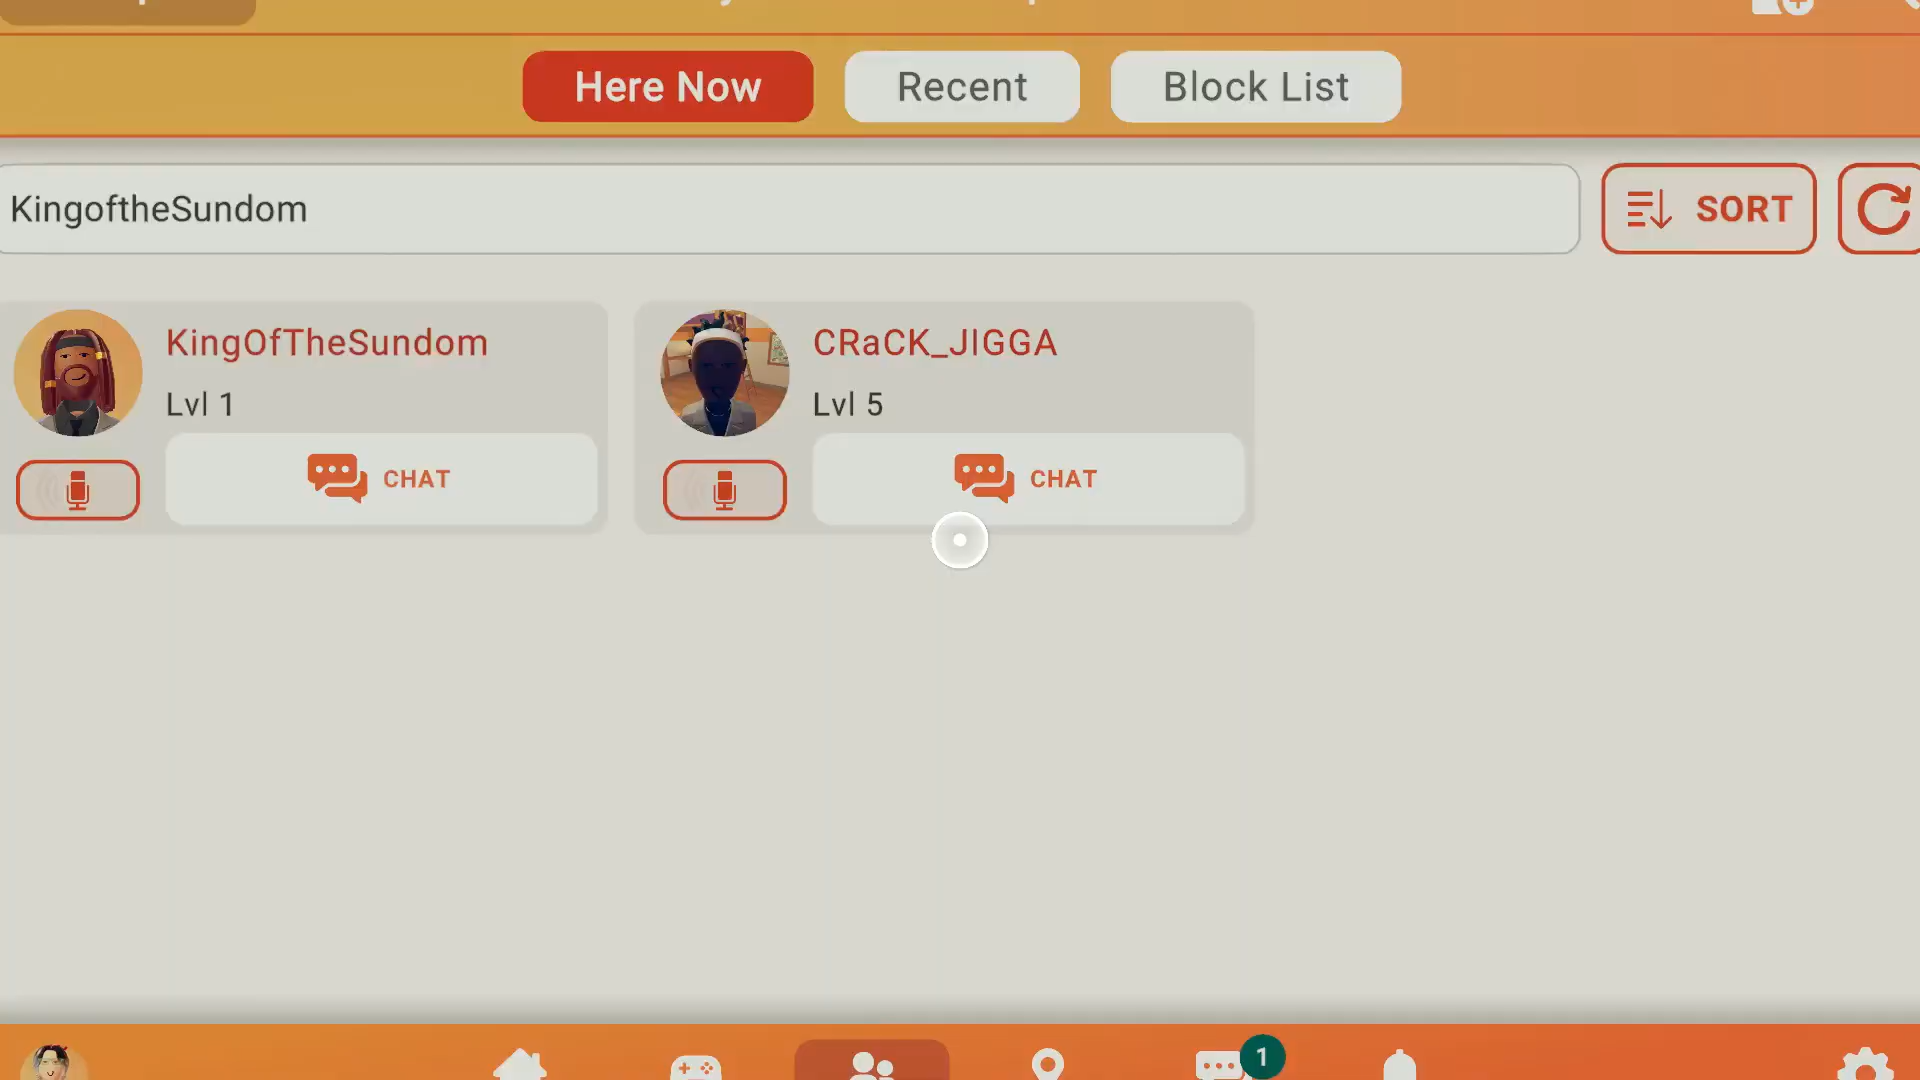 Here Now
Recent
Block List
KingoftheSundom
SORT
KingOfTheSundom
Lvl 1
CHAT
CRaCK_JIGGA
Lvl 5
CHAT
1